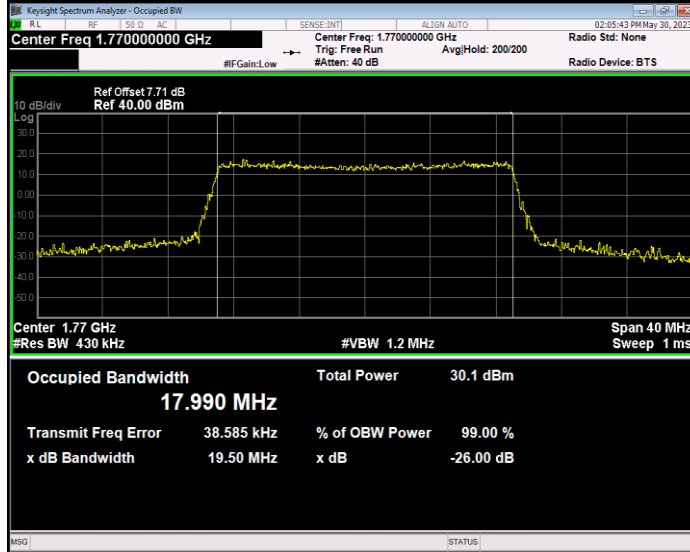 Keysight Spectrum Analyzer - Occupied BW
RL RF 50 Ω AC SENSE:INT ALIGN AUTO 02:05:43 PM May 30, 2023
Center Freq 1.770000000 GHz Center Freq: 1.770000000 GHz Radio Std: None
Trig: Free Run Avg|Hold: 200/200
#IFGain:Low #Atten: 40 dB Radio Device: BTS
Ref Offset 7.71 dB
10 dB/div Ref 40.00 dBm
Log
30.0
20.0
10.0
0.00
-10.0
-20.0
-30.0
-40.0
-50.0
Center 1.77 GHz Span 40 MHz
#Res BW 430 kHz #VBW 1.2 MHz Sweep 1 ms
Occupied Bandwidth Total Power 30.1 dBm
17.990 MHz
Transmit Freq Error 38.585 kHz % of OBW Power 99.00 %
x dB Bandwidth 19.50 MHz x dB -26.00 dB
MSG STATUS